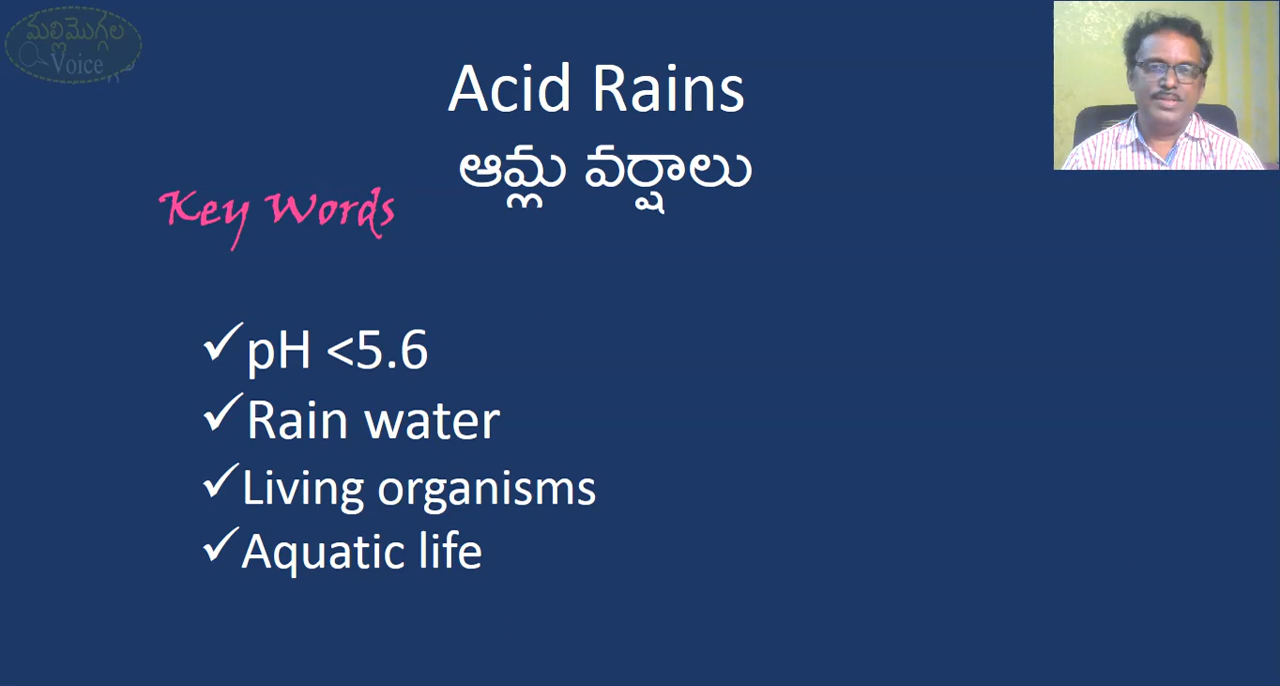 మల్లిమొగ్గల
Voice
Acid Rains
ఆమ్ల వర్షాలు
Key Words
✓pH <5.6
✓Rain water
✓Living organisms
✓Aquatic life